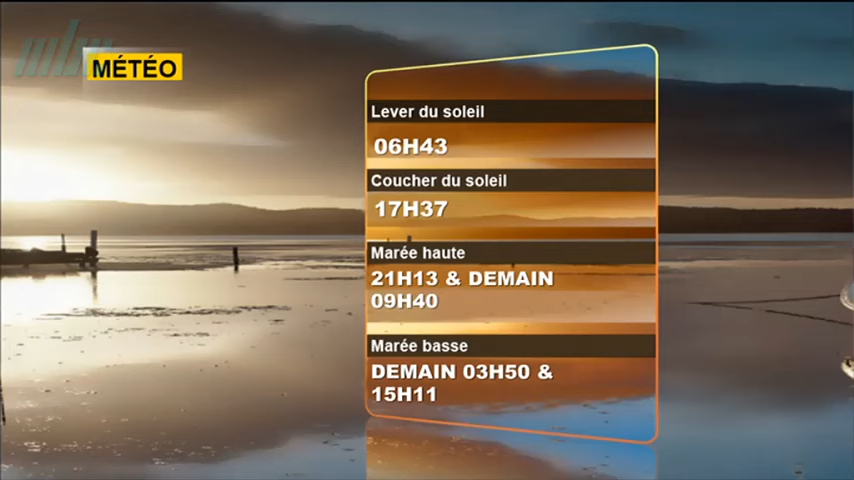 mbc
MÉTÉO
Lever du soleil
06H43
Coucher du soleil
17H37
Marée haute
21H13 & DEMAIN
09H40
Marée basse
DEMAIN 03H50 &
15H11